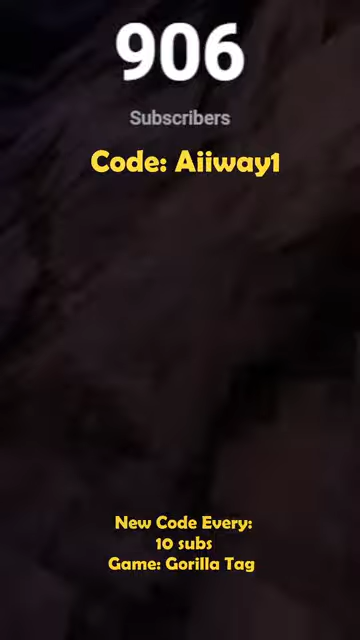 906
Subscribers
Code: Aiiway1
New Code Every:
10 subs
Game: Gorilla Tag